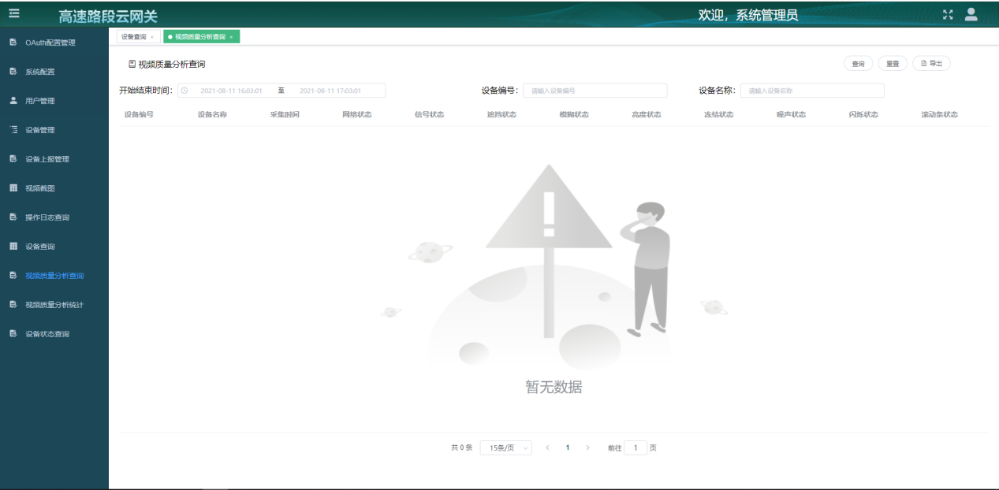 高速路段云网关
欢迎，系统管理员
OAuth配置管理
系统配置
用户管理
设备管理
设备上报管理
视频截图
操作日志查询
设备查询
视频质量分析查询
视频质量分析统计
设备状态查询
设备查询 × 视频质量分析查询 ×
视频质量分析查询 查询 重置 导出
开始结束时间： 2021-08-11 16:03:01 至 2021-08-11 17:03:01 设备编号： 请输入设备编号 设备名称： 请输入设备名称
设备编号 设备名称 采集时间 网络状态 信号状态 遮挡状态 模糊状态 亮度状态 冻结状态 噪声状态 闪烁状态 滚动条状态
暂无数据
共 0 条 15条/页 1 前往 1 页